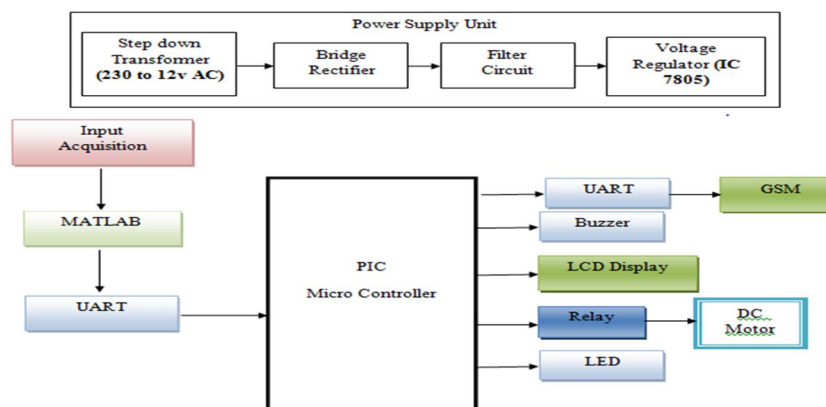 Power Supply Unit
Step down
Transformer
(230 to 12v AC)
Bridge
Rectifier
Filter
Circuit
Voltage
Regulator (IC
7805)
Input
Acquisition
MATLAB
UART
PIC
Micro Controller
UART
GSM
Buzzer
LCD Display
Relay
DC
Motor
LED